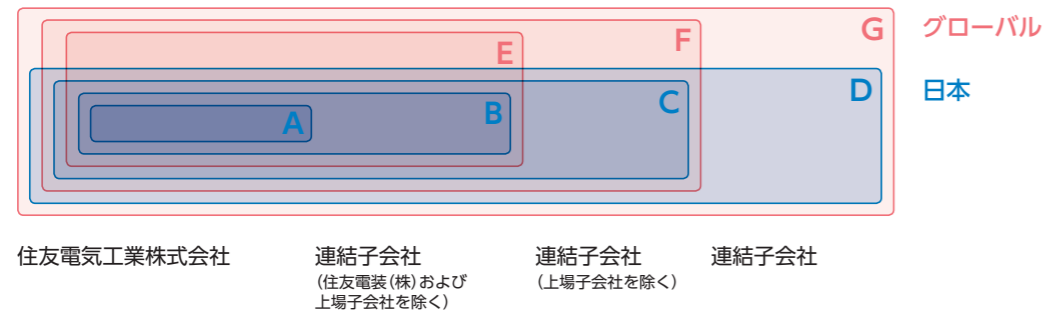 G
グローバル
F
E
D
日本
C
B
A
住友電気工業株式会社
連結子会社
(住友電装(株)および
上場子会社を除く)
連結子会社
(上場子会社を除く)
連結子会社